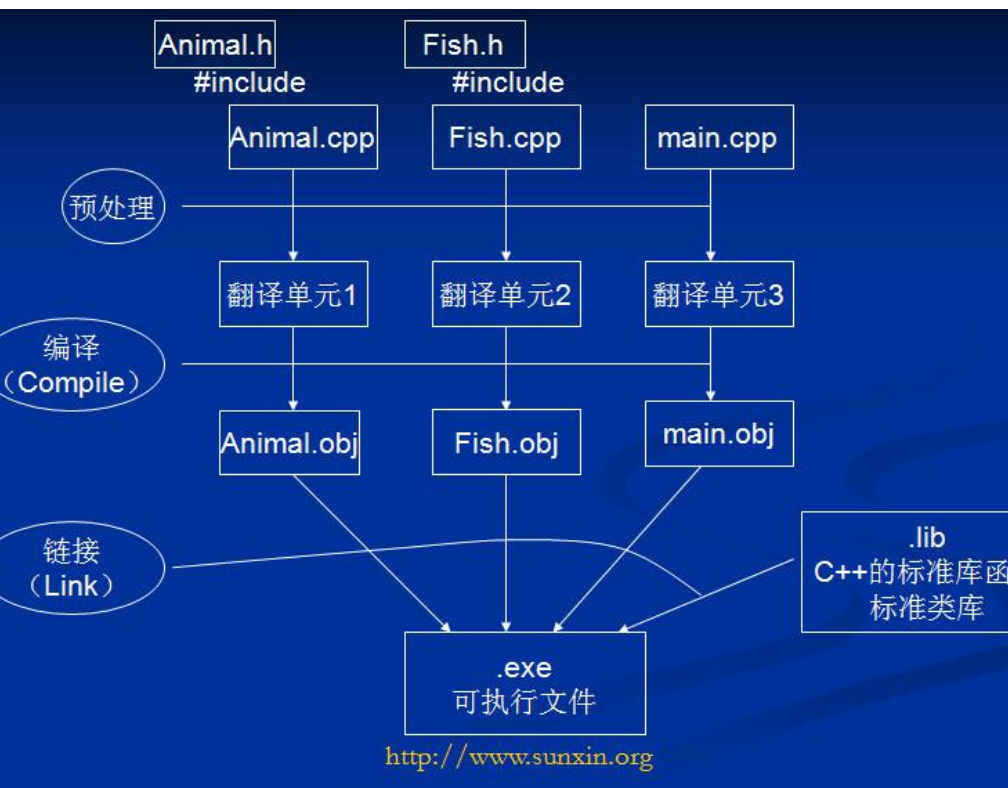 Animal.h
Fish.h
#include
#include
Animal.cpp
Fish.cpp
main.cpp
预处理
翻译单元1
翻译单元2
翻译单元3
编译
（Compile）
Animal.obj
Fish.obj
main.obj
链接
（Link）
.lib
C++的标准库函
标准类库
.exe
可执行文件
http://www.sunxin.org